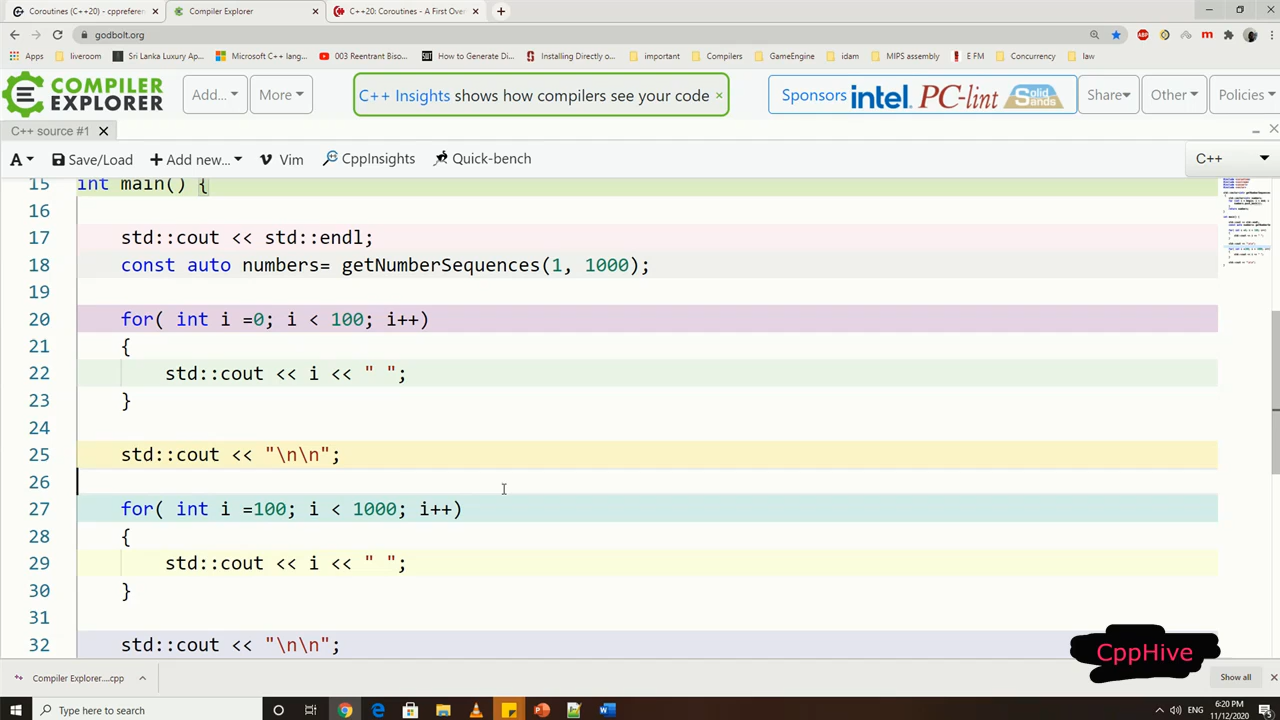 Coroutines (C++20) - cpprefere
Compiler Explorer
C++20: Coroutines - A First Over
godbolt.org
Apps
liveroom
Sri Lanka Luxury Ap...
Microsoft C++ lang...
003 Reentrant Biso...
How to Generate Di...
Installing Directly o...
important
Compilers
GameEngine
idam
MIPS assembly
E FM
Concurrency
law
COMPILER
EXPLORER
Add...
More
C++ Insights shows how compilers see your code ×
Sponsors intel. PC-lint Solid Sands
Share
Other
Policies
C++ source #1
A
Save/Load
Add new...
Vim
CppInsights
Quick-bench
C++
15 int main() {
16
17 std::cout << std::endl;
18 const auto numbers= getNumberSequences(1, 1000);
19
20 for( int i =0; i < 100; i++)
21 {
22 std::cout << i << " ";
23 }
24
25 std::cout << "\n\n";
26
27 for( int i =100; i < 1000; i++)
28 {
29 std::cout << i << " ";
30 }
31
32 std::cout << "\n\n";
CppHive
Compiler Explorer....cpp
Show all
Type here to search
ENG
6:20 PM
11/12/2020